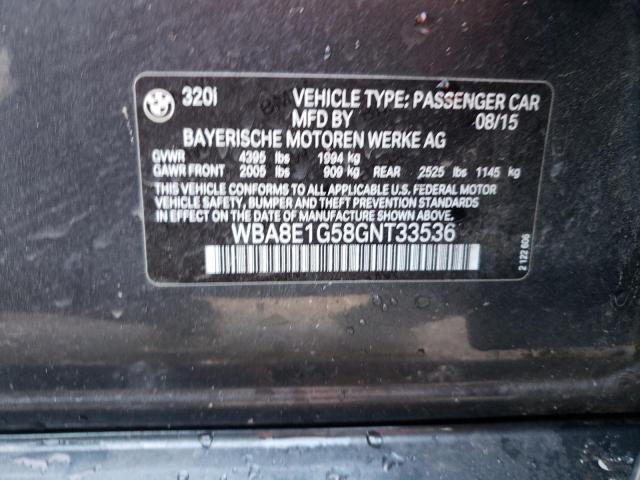 320i VEHICLE TYPE: PASSENGER CAR
MFD BY 08/15
BAYERISCHE MOTOREN WERKE AG
GVWR 4395 lbs 1994 kg
GAWR FRONT 2005 lbs 909 kg REAR 2525 lbs 1145 kg
THIS VEHICLE CONFORMS TO ALL APPLICABLE U.S. FEDERAL MOTOR
VEHICLE SAFETY, BUMPER AND THEFT PREVENTION STANDARDS
IN EFFECT ON THE DATE OF MANUFACTURE SHOWN ABOVE.
WBA8E1G58GNT33536
2 122 606